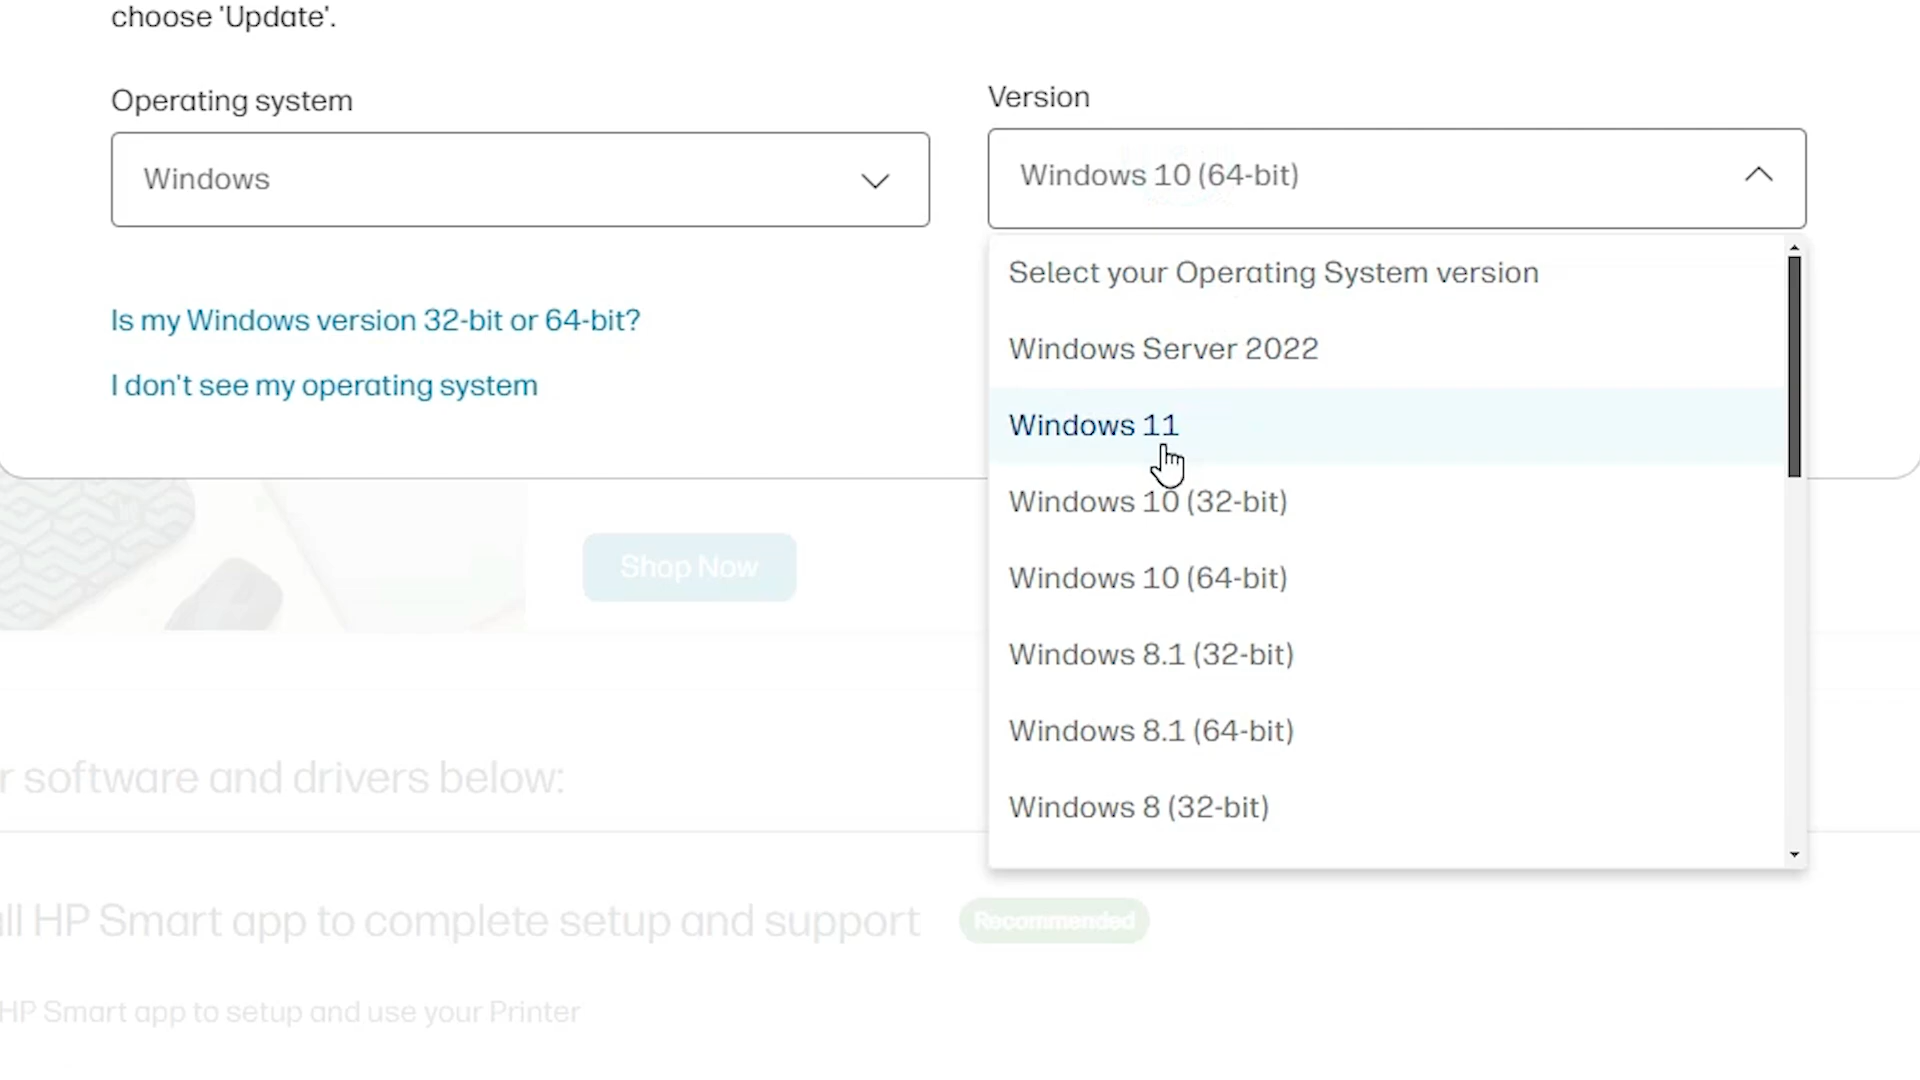 choose 'Update'.
Operating system
Version
Windows
Windows 10 (64-bit)
Select your Operating System version
Windows Server 2022
Windows 11
Windows 10 (32-bit)
Windows 10 (64-bit)
Windows 8.1 (32-bit)
Windows 8.1 (64-bit)
Windows 8 (32-bit)
Is my Windows version 32-bit or 64-bit?
I don't see my operating system
Shop Now
r software and drivers below:
ll HP Smart app to complete setup and support
Recommended
HP Smart app to setup and use your Printer